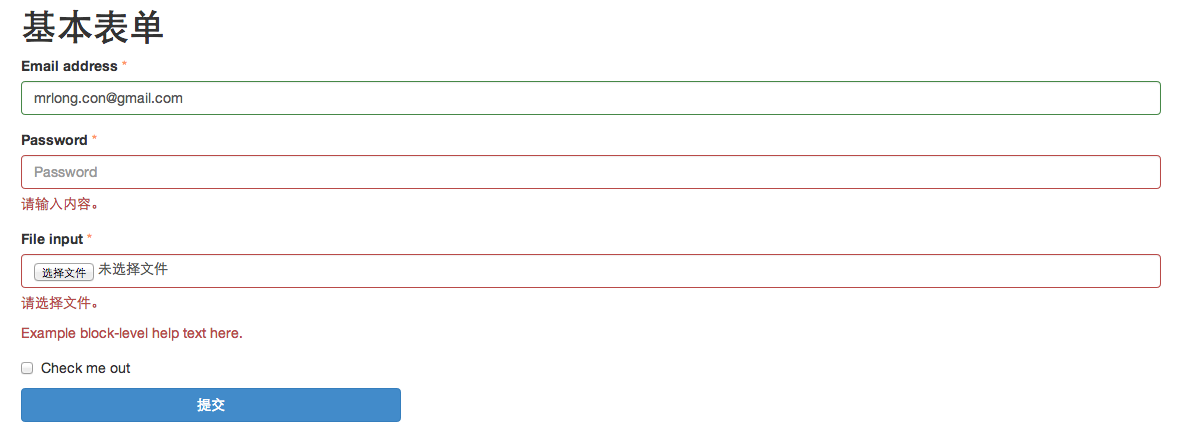 基本表单
Email address *
mrlong.con@gmail.com
Password *
Password
请输入内容。
File input *
选择文件 未选择文件
请选择文件。
Example block-level help text here.
Check me out
提交